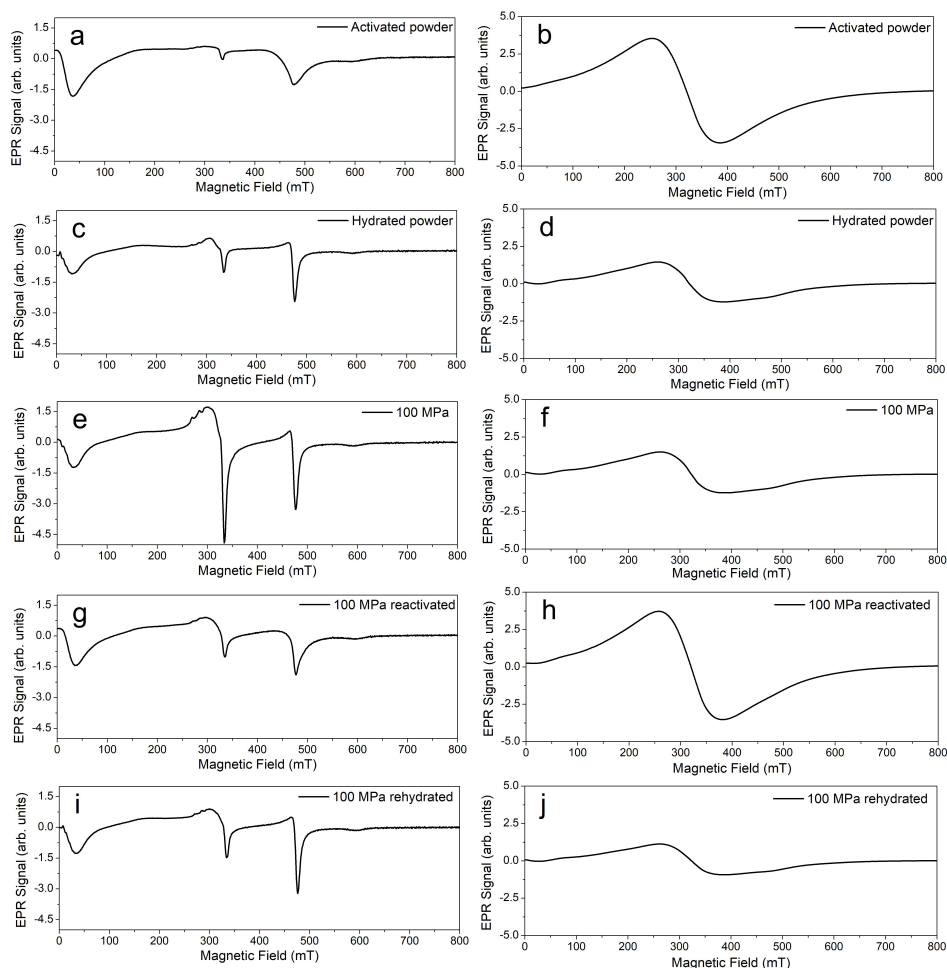 a
Activated powder
EPR Signal (arb. units)
1.5
0.0
-1.5
-3.0
-4.5
0 100 200 300 400 500 600 700 800
Magnetic Field (mT)
b
Activated powder
EPR Signal (arb. units)
5.0
2.5
0.0
-2.5
-5.0
0 100 200 300 400 500 600 700 800
Magnetic Field (mT)
c
Hydrated powder
EPR Signal (arb. units)
1.5
0.0
-1.5
-3.0
-4.5
0 100 200 300 400 500 600 700 800
Magnetic Field (mT)
d
Hydrated powder
EPR Signal (arb. units)
5.0
2.5
0.0
-2.5
-5.0
0 100 200 300 400 500 600 700 800
Magnetic Field (mT)
e
100 MPa
EPR Signal (arb. units)
1.5
0.0
-1.5
-3.0
-4.5
0 100 200 300 400 500 600 700 800
Magnetic Field (mT)
f
100 MPa
EPR Signal (arb. units)
5.0
2.5
0.0
-2.5
-5.0
0 100 200 300 400 500 600 700 800
Magnetic Field (mT)
g
100 MPa reactivated
EPR Signal (arb. units)
1.5
0.0
-1.5
-3.0
-4.5
0 100 200 300 400 500 600 700 800
Magnetic Field (mT)
h
100 MPa reactivated
EPR Signal (arb. units)
5.0
2.5
0.0
-2.5
-5.0
0 100 200 300 400 500 600 700 800
Magnetic Field (mT)
i
100 MPa rehydrated
EPR Signal (arb. units)
1.5
0.0
-1.5
-3.0
-4.5
0 100 200 300 400 500 600 700 800
Magnetic Field (mT)
j
100 MPa rehydrated
EPR Signal (arb. units)
5.0
2.5
0.0
-2.5
-5.0
0 100 200 300 400 500 600 700 800
Magnetic Field (mT)